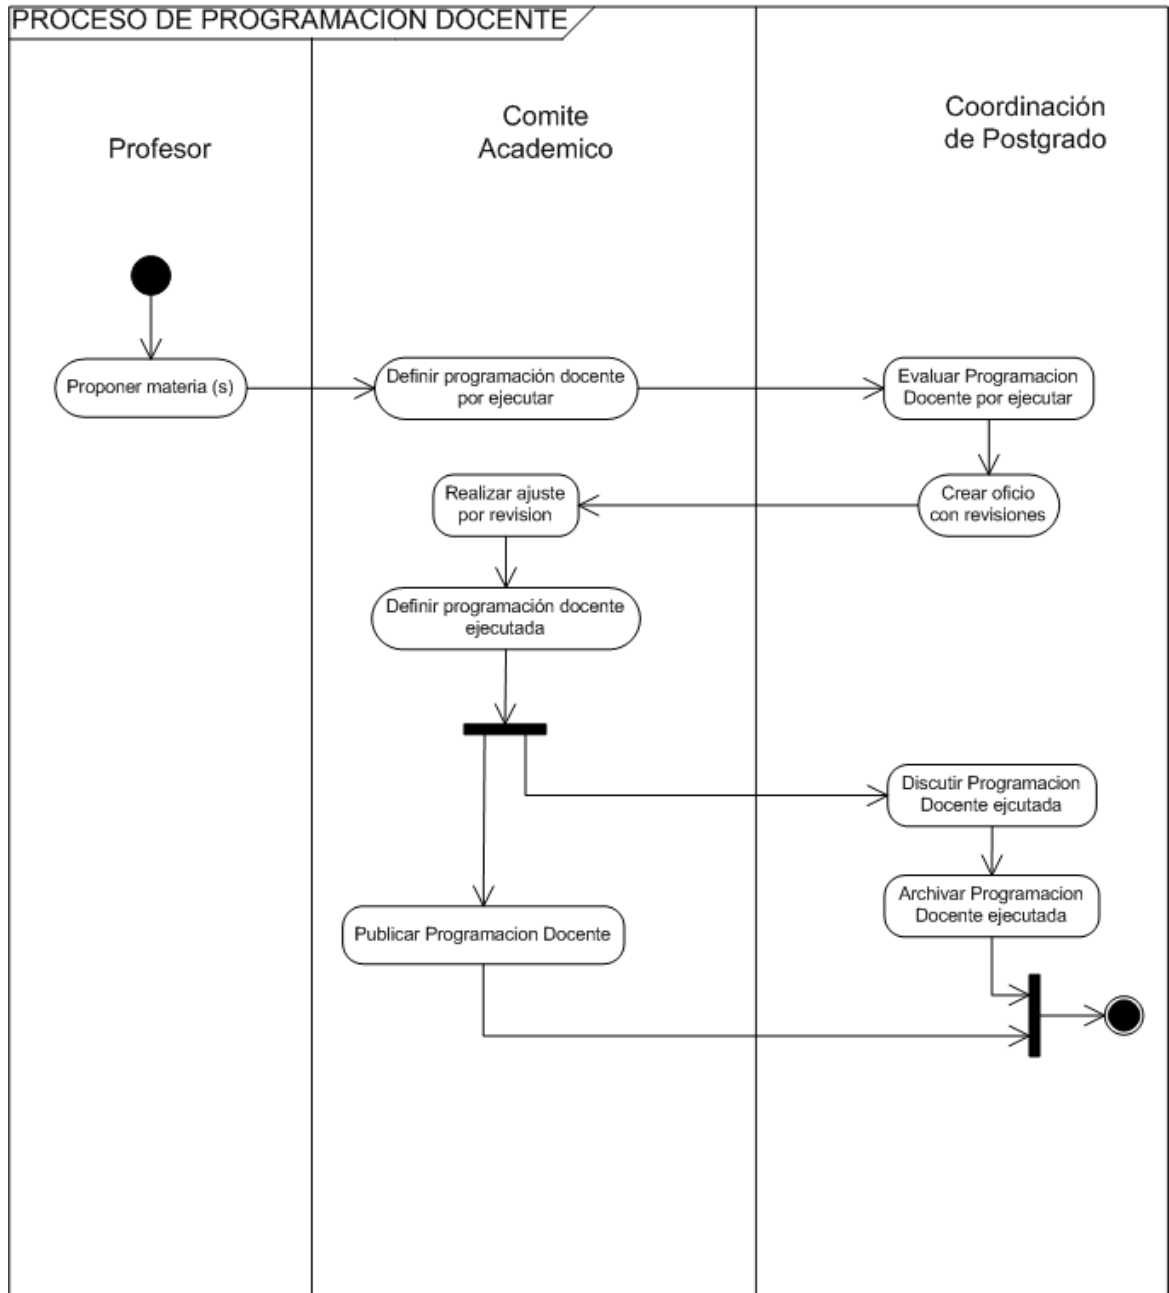 PROCESO DE PROGRAMACION DOCENTE
Profesor
Comite
Academico
Coordinación
de Postgrado
Proponer materia (s)
Definir programación docente
por ejecutar
Evaluar Programacion
Docente por ejecutar
Realizar ajuste
por revision
Crear oficio
con revisiones
Definir programación docente
ejecutada
Discutir Programacion
Docente ejcutada
Archivar Programacion
Docente ejecutada
Publicar Programacion Docente